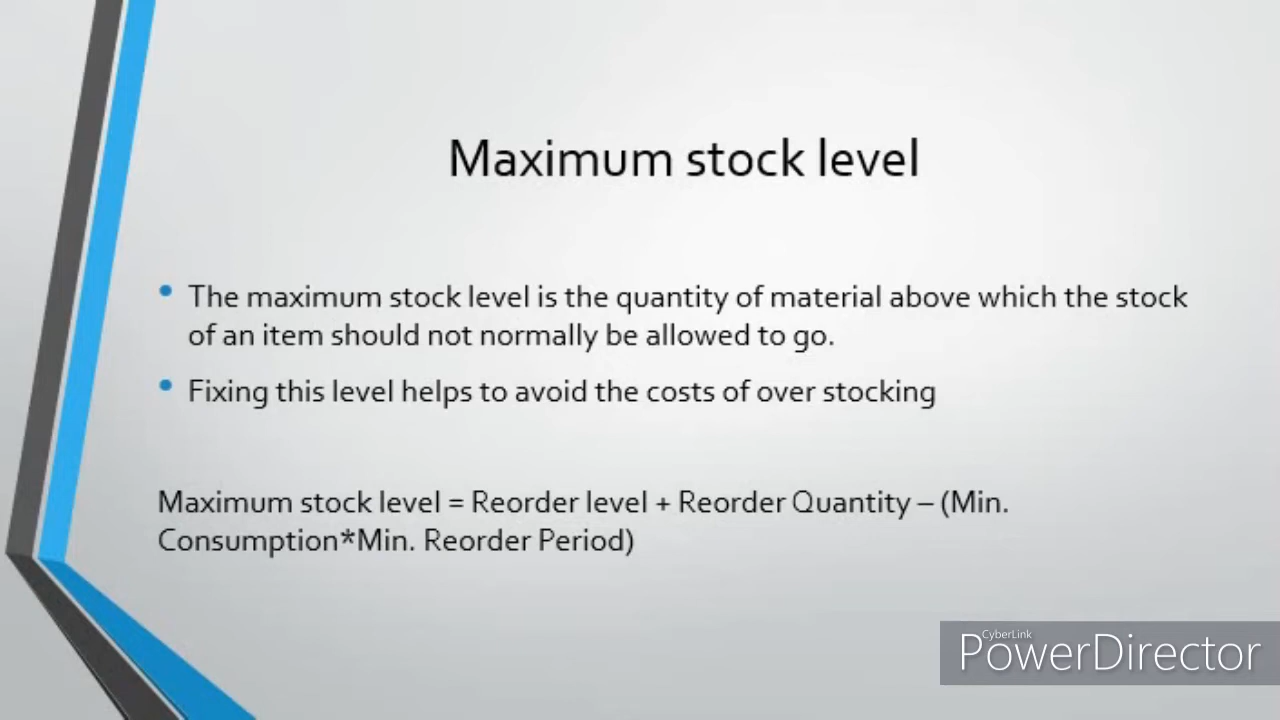 Maximum stock level
• The maximum stock level is the quantity of material above which the stock
of an item should not normally be allowed to go.
• Fixing this level helps to avoid the costs of over stocking
Maximum stock level = Reorder level + Reorder Quantity – (Min.
Consumption*Min. Reorder Period)
CyberLink
PowerDirector